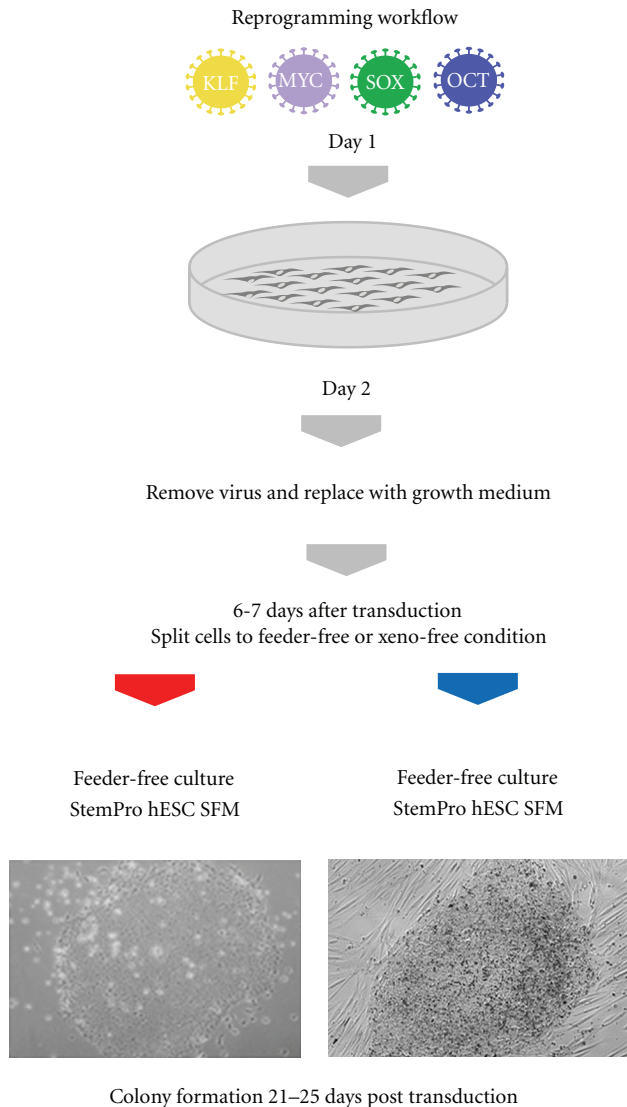 Reprogramming workflow
KLF MYC SOX OCT
Day 1
Day 2
Remove virus and replace with growth medium
6-7 days after transduction
Split cells to feeder-free or xeno-free condition
Feeder-free culture
StemPro hESC SFM
Feeder-free culture
StemPro hESC SFM
Colony formation 21–25 days post transduction